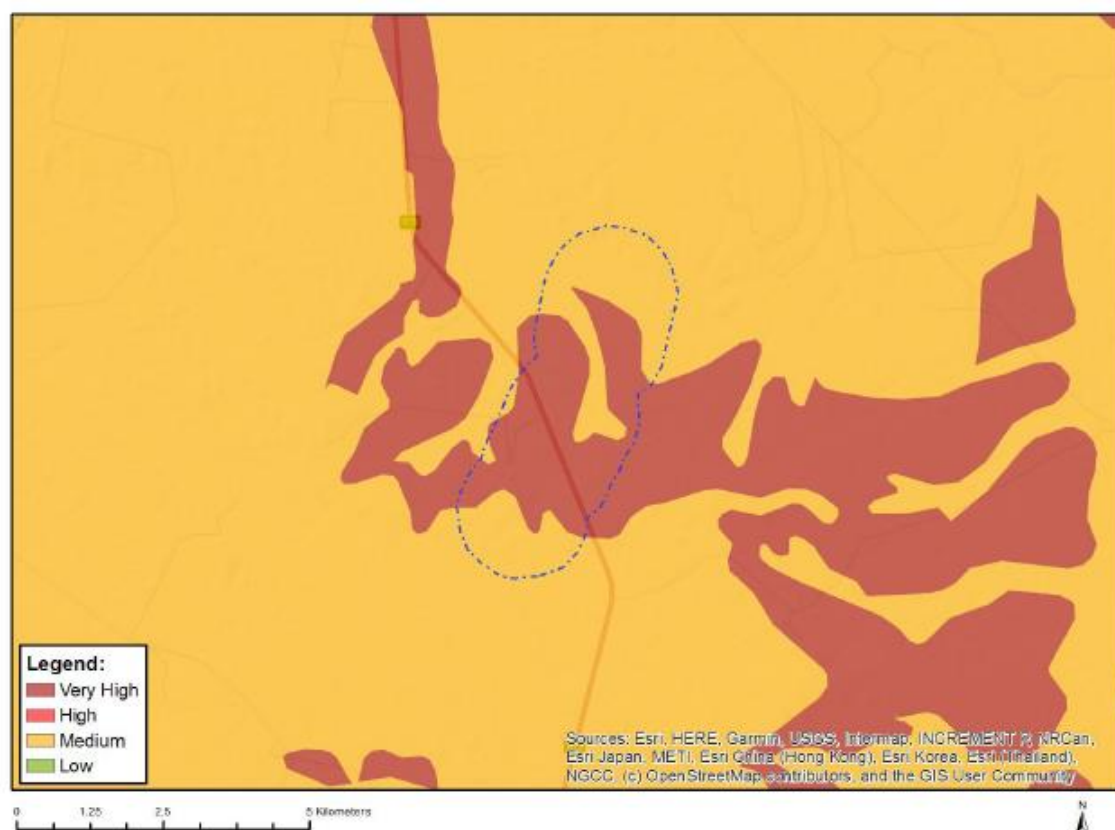 Legend:
Very High
High
Medium
Low
Sources: Esri, HERE, Garmin, USGS, Intermap, INCREMENT P, NRCan,
Esri Japan, METI, Esri China (Hong Kong), Esri Korea, Esri (Thailand),
NGCC, (c) OpenStreetMap contributors, and the GIS User Community
0 1.25 2.5 5 Kilometers
N